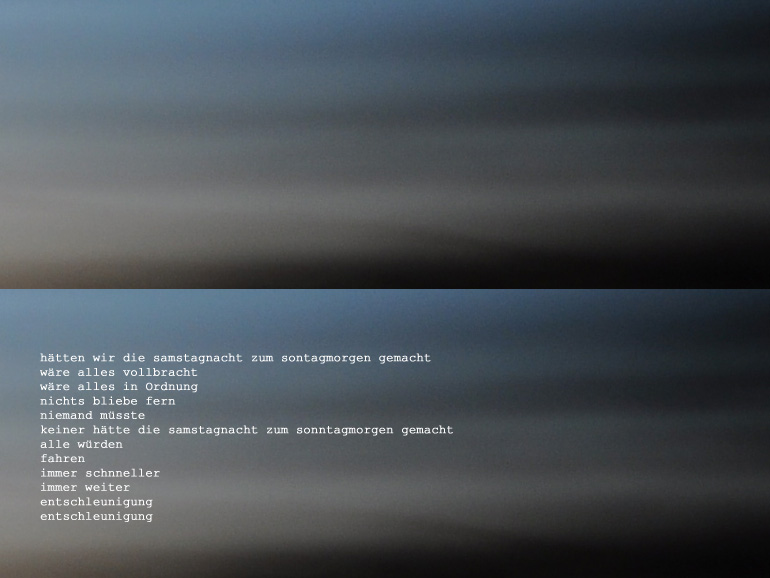 hätten wir die samstagnacht zum sontagmorgen gemacht
wäre alles vollbracht
wäre alles in Ordnung
nichts bliebe fern
niemand müsste
keiner hätte die samstagnacht zum sonntagmorgen gemacht
alle würden
fahren
immer schnneller
immer weiter
entschleunigung
entschleunigung